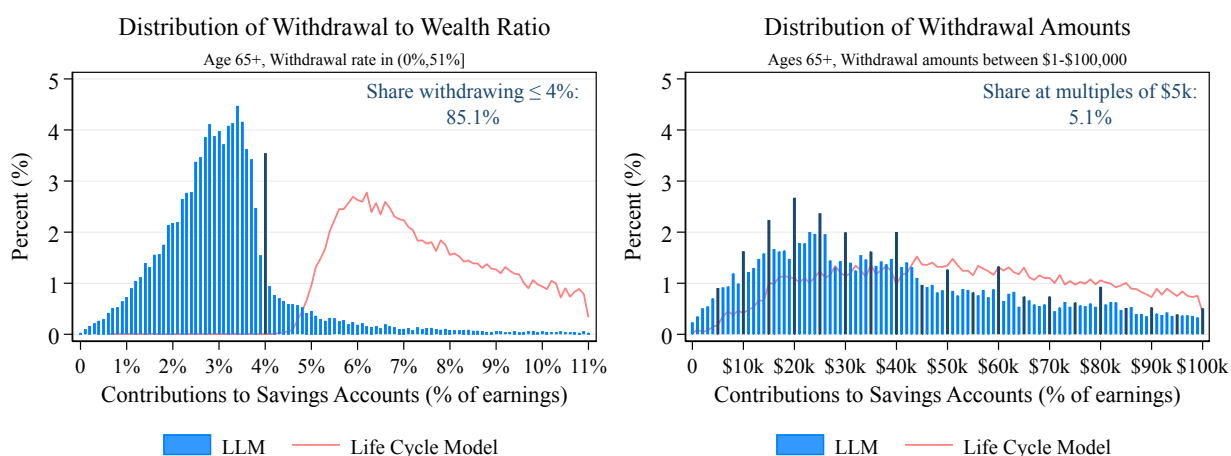 Distribution of Withdrawal to Wealth Ratio
Age 65+, Withdrawal rate in (0%,51%]
Share withdrawing ≤ 4%:
85.1%
Percent (%)
5
4
3
2
1
0
0 1% 2% 3% 4% 5% 6% 7% 8% 9% 10% 11%
Contributions to Savings Accounts (% of earnings)
LLM Life Cycle Model
Distribution of Withdrawal Amounts
Ages 65+, Withdrawal amounts between $1-$100,000
Share at multiples of $5k:
5.1%
Percent (%)
5
4
3
2
1
0
0 $10k $20k $30k $40k $50k $60k $70k $80k $90k $100k
Contributions to Savings Accounts (% of earnings)
LLM Life Cycle Model